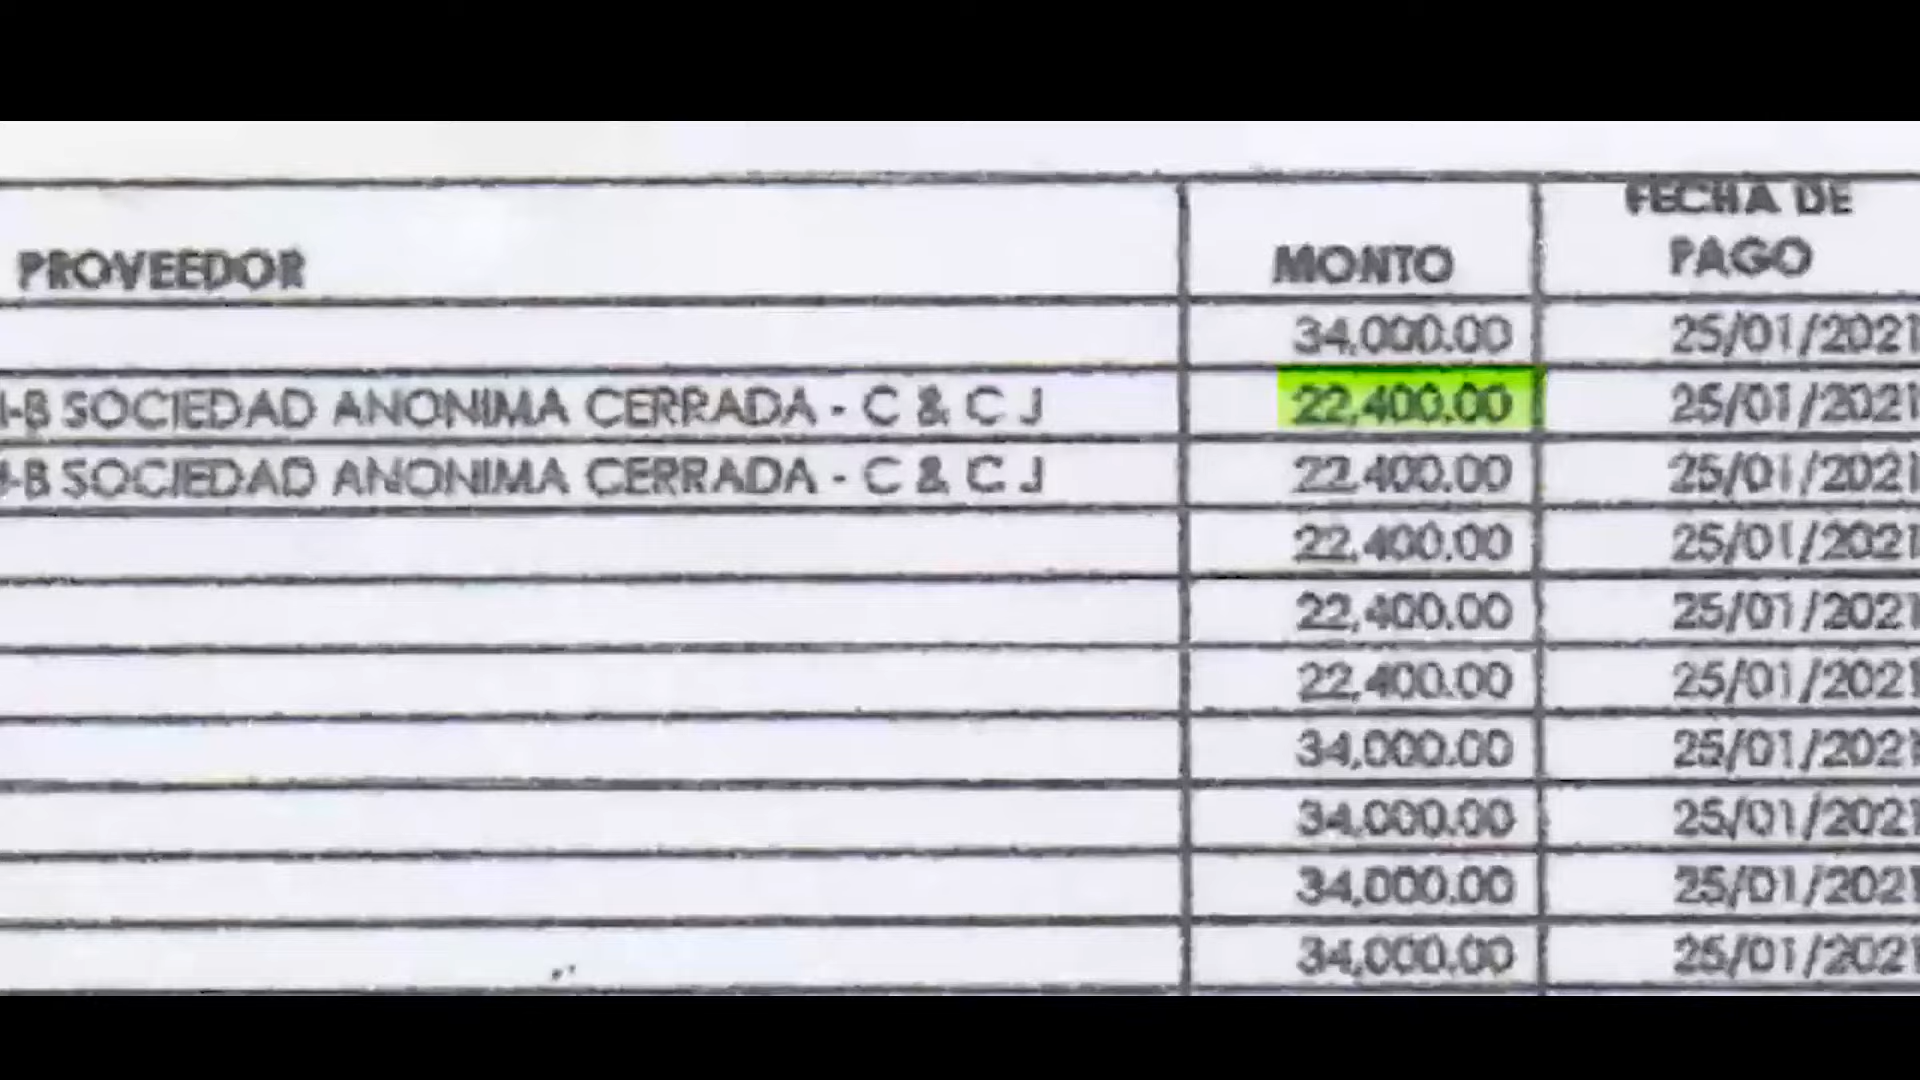 PROVEEDOR MONTO FECHA DE PAGO
34,000.00 25/01/2021
-B SOCIEDAD ANONIMA CERRADA - C & C J 22,400.00 25/01/2021
-B SOCIEDAD ANONIMA CERRADA - C & C J 22,400.00 25/01/2021
22,400.00 25/01/2021
22,400.00 25/01/2021
22,400.00 25/01/2021
34,000.00 25/01/2021
34,000.00 25/01/2021
34,000.00 25/01/2021
34,000.00 25/01/2021